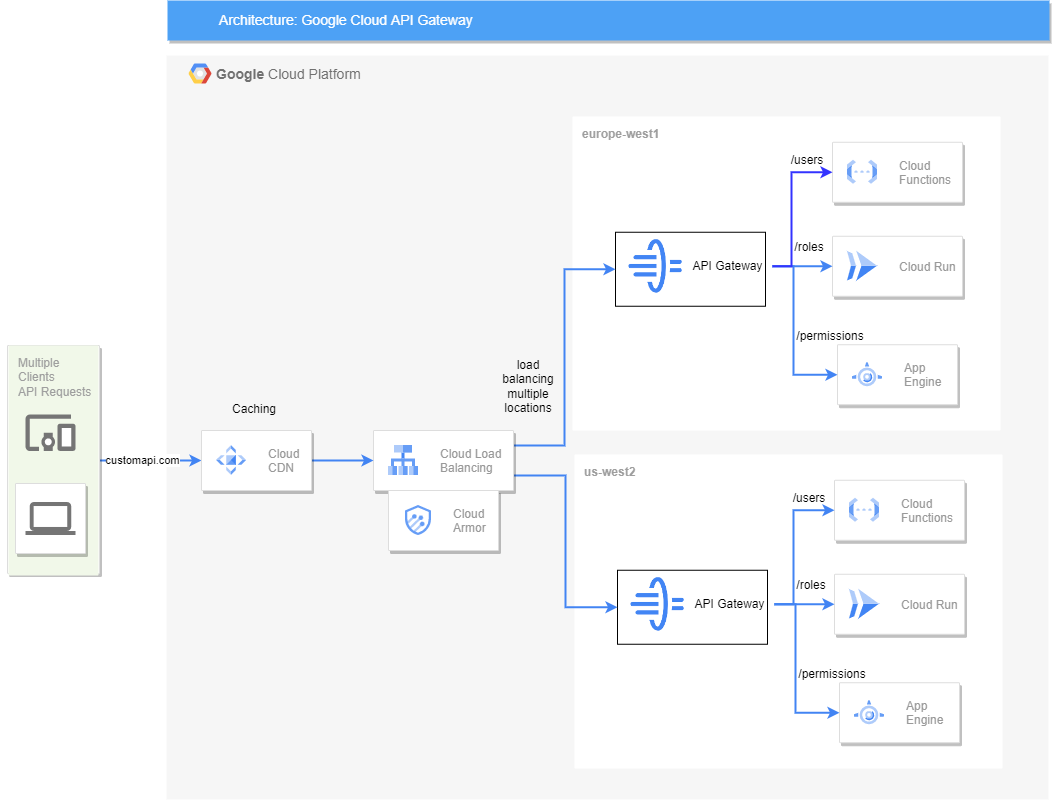 Architecture: Google Cloud API Gateway
Google Cloud Platform
europe-west1
/users
Cloud
Functions
/roles
API Gateway
Cloud Run
/permissions
App
Engine
Multiple
Clients
API Requests
customapi.com
Caching
Cloud
CDN
load
balancing
multiple
locations
Cloud Load
Balancing
Cloud
Armor
us-west2
/users
Cloud
Functions
/roles
API Gateway
Cloud Run
/permissions
App
Engine